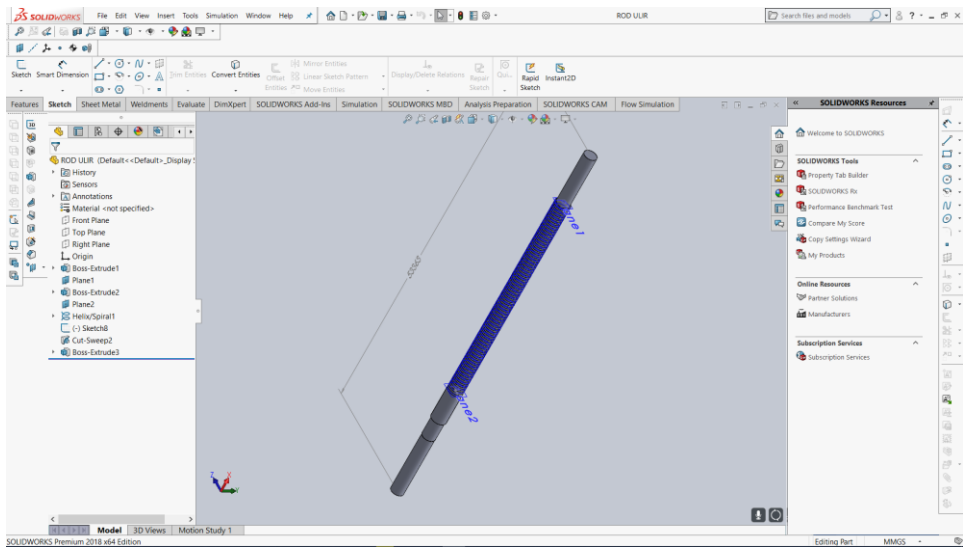 SOLIDWORKS File Edit View Insert Tools Simulation Window Help ROD ULIR Search files and models
Sketch Smart Dimension Trim Entities Convert Entities Offset Entities Mirror Entities Linear Sketch Pattern Move Entities Display/Delete Relations Repair Sketch Qui... Rapid Sketch Instant2D
Features Sketch Sheet Metal Weldments Evaluate DimXpert SOLIDWORKS Add-Ins Simulation SOLIDWORKS MBD Analysis Preparation SOLIDWORKS CAM Flow Simulation
ROD ULIR (Default<<Default>_Display S
History
Sensors
Annotations
Material <not specified>
Front Plane
Top Plane
Right Plane
Origin
Boss-Extrude1
Plane1
Boss-Extrude2
Plane2
Helix/Spiral1
(-) Sketch8
Cut-Sweep2
Boss-Extrude3
Plane1
Plane2
Z X Y
SOLIDWORKS Resources
Welcome to SOLIDWORKS
SOLIDWORKS Tools
Property Tab Builder
SOLIDWORKS Rx
Performance Benchmark Test
Compare My Score
Copy Settings Wizard
My Products
Online Resources
Partner Solutions
Manufacturers
Subscription Services
Subscription Services
Model 3D Views Motion Study 1
SOLIDWORKS Premium 2018 x64 Edition Editing Part MMGS